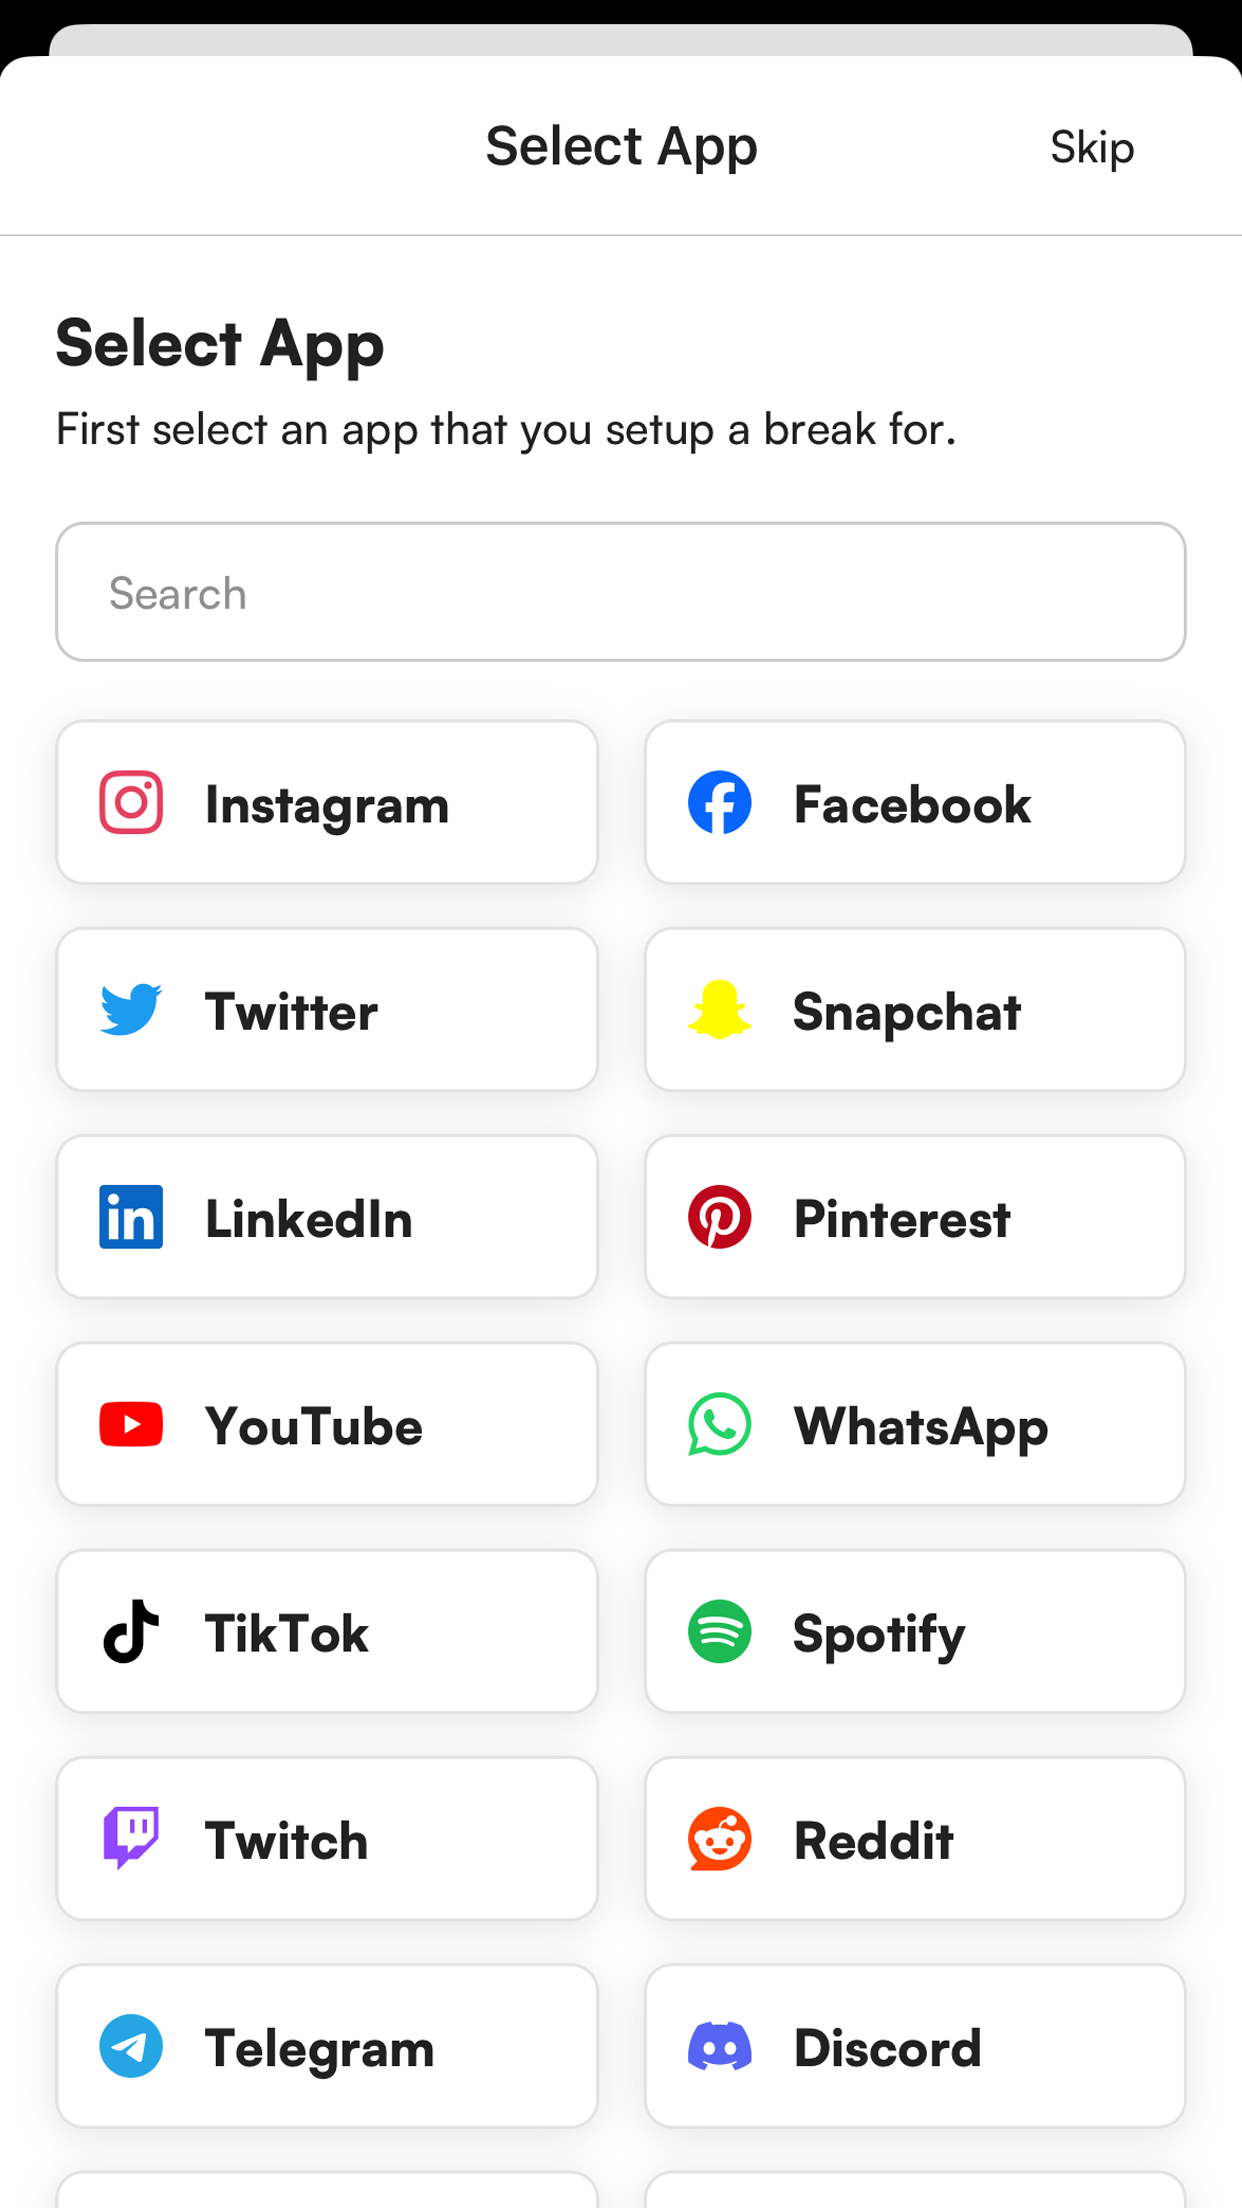 Select App
Skip
Select App
First select an app that you setup a break for.
Search
Instagram
Facebook
Twitter
Snapchat
LinkedIn
Pinterest
YouTube
WhatsApp
TikTok
Spotify
Twitch
Reddit
Telegram
Discord